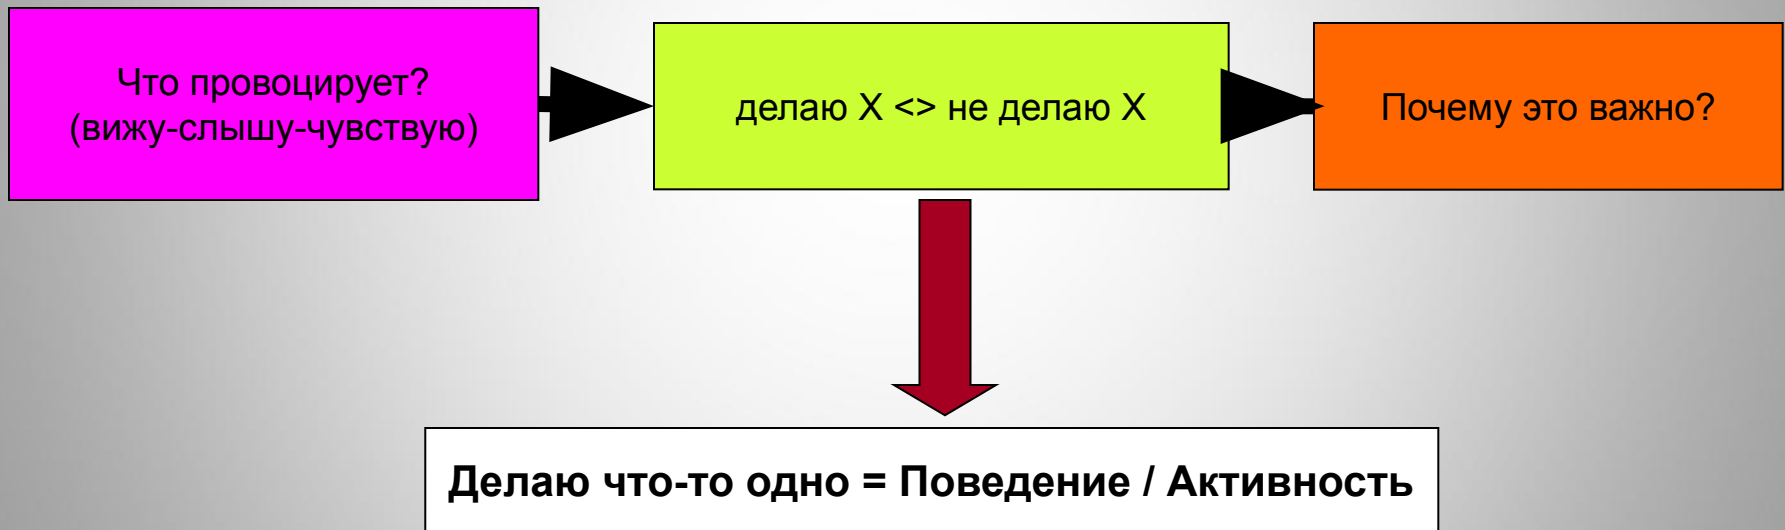 Что провоцирует?
(вижу-слышу-чувствую)
делаю Х <> не делаю Х
Почему это важно?
Делаю что-то одно = Поведение / Активность